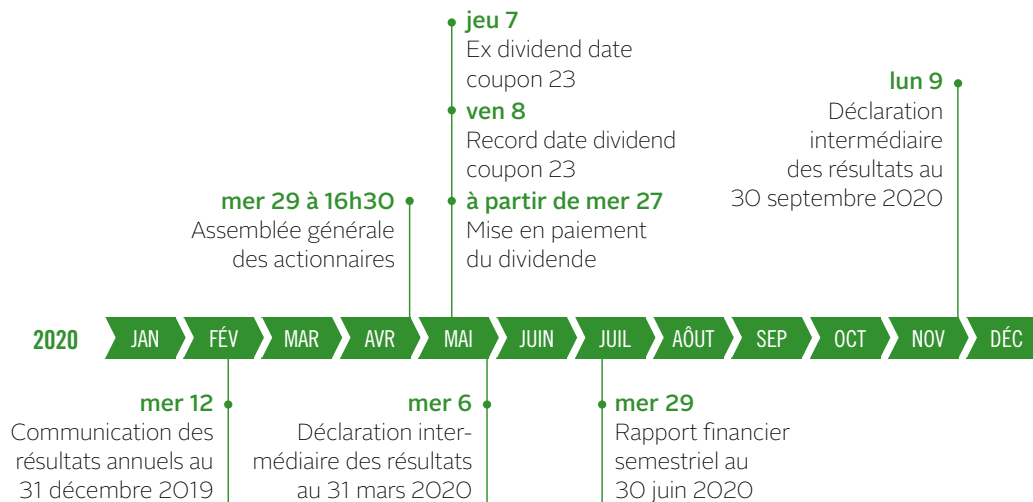 jeu 7
Ex dividend date
coupon 23
ven 8
Record date dividend
coupon 23
à partir de mer 27
Mise en paiement
du dividende
lun 9
Déclaration
intermédiaire
des résultats au
30 septembre 2020
mer 29 à 16h30
Assemblée générale
des actionnaires
2020 JAN FÉV MAR AVR MAI JUIN JUIL AÔUT SEP OCT NOV DÉC
mer 12
Communication des
résultats annuels au
31 décembre 2019
mer 6
Déclaration inter-
médiaire des résultats
au 31 mars 2020
mer 29
Rapport financier
semestriel au
30 juin 2020